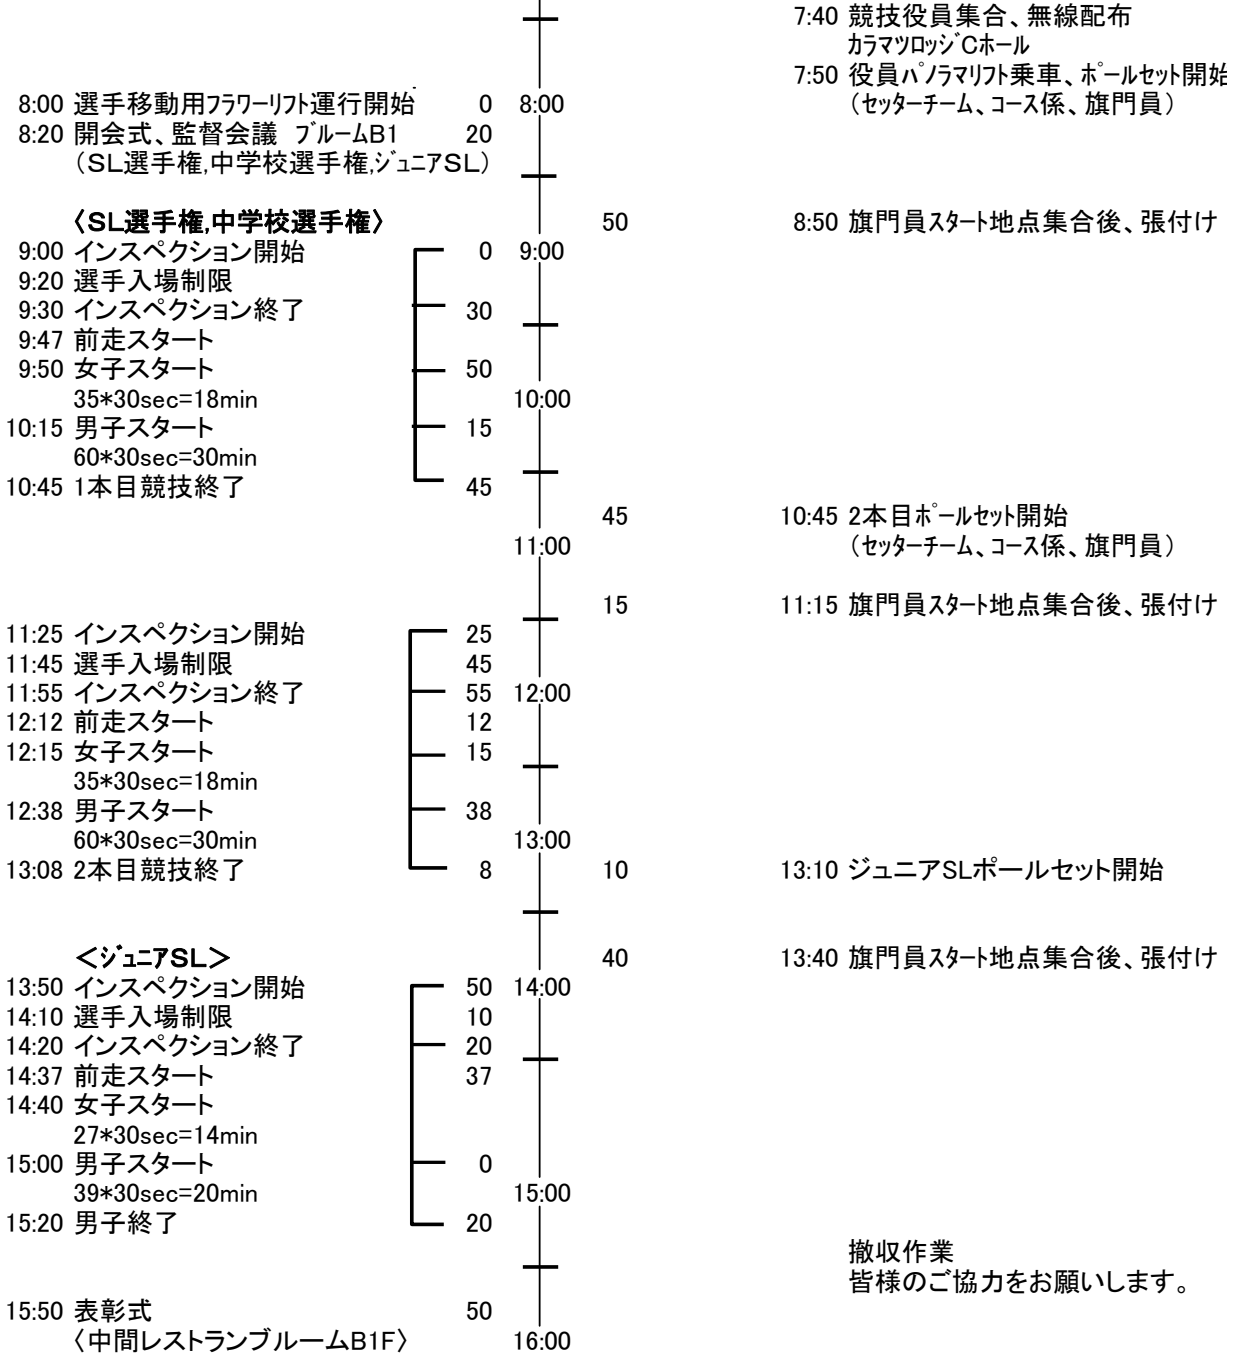 7:40 競技役員集合、無線配布
ｶﾗﾏﾂﾛｯｼﾞCホール
7:50 役員ﾊﾟﾉﾗﾏﾘﾌﾄ乗車、ﾎﾟｰﾙセット開始
8:00 選手移動用ﾌﾗﾜｰﾘﾌﾄ運行開始 0 8:00 （ｾｯﾀｰﾁｰﾑ、ｺｰｽ係、旗門員）
8:20 開会式、監督会議 ﾌﾞﾙｰﾑB1 20
（ＳＬ選手権,中学校選手権,ｼﾞｭﾆｱＳＬ）
〈ＳＬ選手権,中学校選手権〉 50 8:50 旗門員ｽﾀｰﾄ地点集合後、張付け
9:00 インスペクション開始 0 9:00
9:20 選手入場制限
9:30 インスペクション終了 30
9:47 前走スタート
9:50 女子スタート 50
35*30sec=18min 10:00
10:15 男子スタート 15
60*30sec=30min
10:45 1本目競技終了 45
45 10:45 2本目ﾎﾟｰﾙセット開始
11:00 （ｾｯﾀｰﾁｰﾑ、ｺｰｽ係、旗門員）
15 11:15 旗門員ｽﾀｰﾄ地点集合後、張付け
11:25 インスペクション開始 25
11:45 選手入場制限 45
11:55 インスペクション終了 55 12:00
12:12 前走スタート 12
12:15 女子スタート 15
35*30sec=18min
12:38 男子スタート 38
60*30sec=30min 13:00
13:08 2本目競技終了 8 10 13:10 ジュニアSLポールセット開始
＜ｼﾞｭﾆｱＳＬ＞ 40 13:40 旗門員ｽﾀｰﾄ地点集合後、張付け
13:50 インスペクション開始 50 14:00
14:10 選手入場制限 10
14:20 インスペクション終了 20
14:37 前走スタート 37
14:40 女子スタート
27*30sec=14min
15:00 男子スタート 0
39*30sec=20min 15:00
15:20 男子終了 20
撤収作業
皆様のご協力をお願いします。
15:50 表彰式 50
〈中間レストランブルームB1F〉 16:00